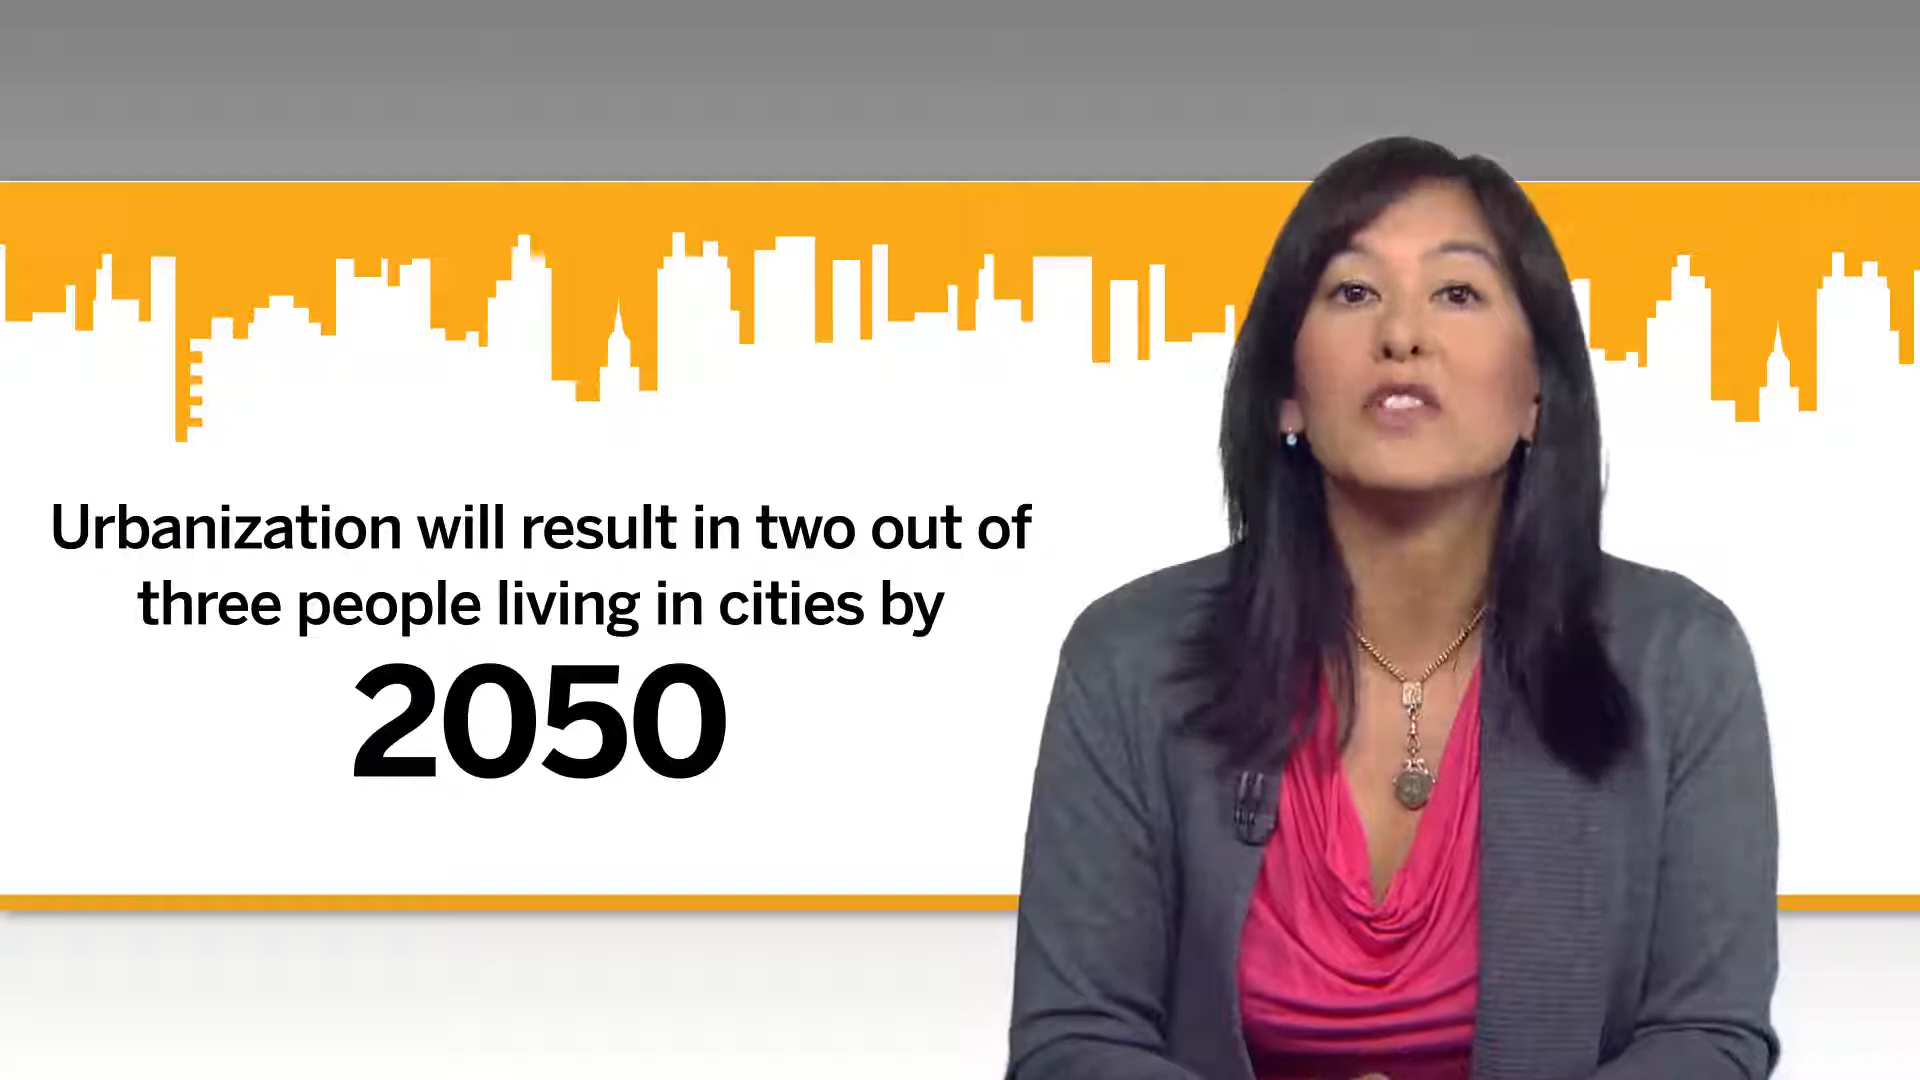 Urbanization will result in two out of
three people living in cities by
2050